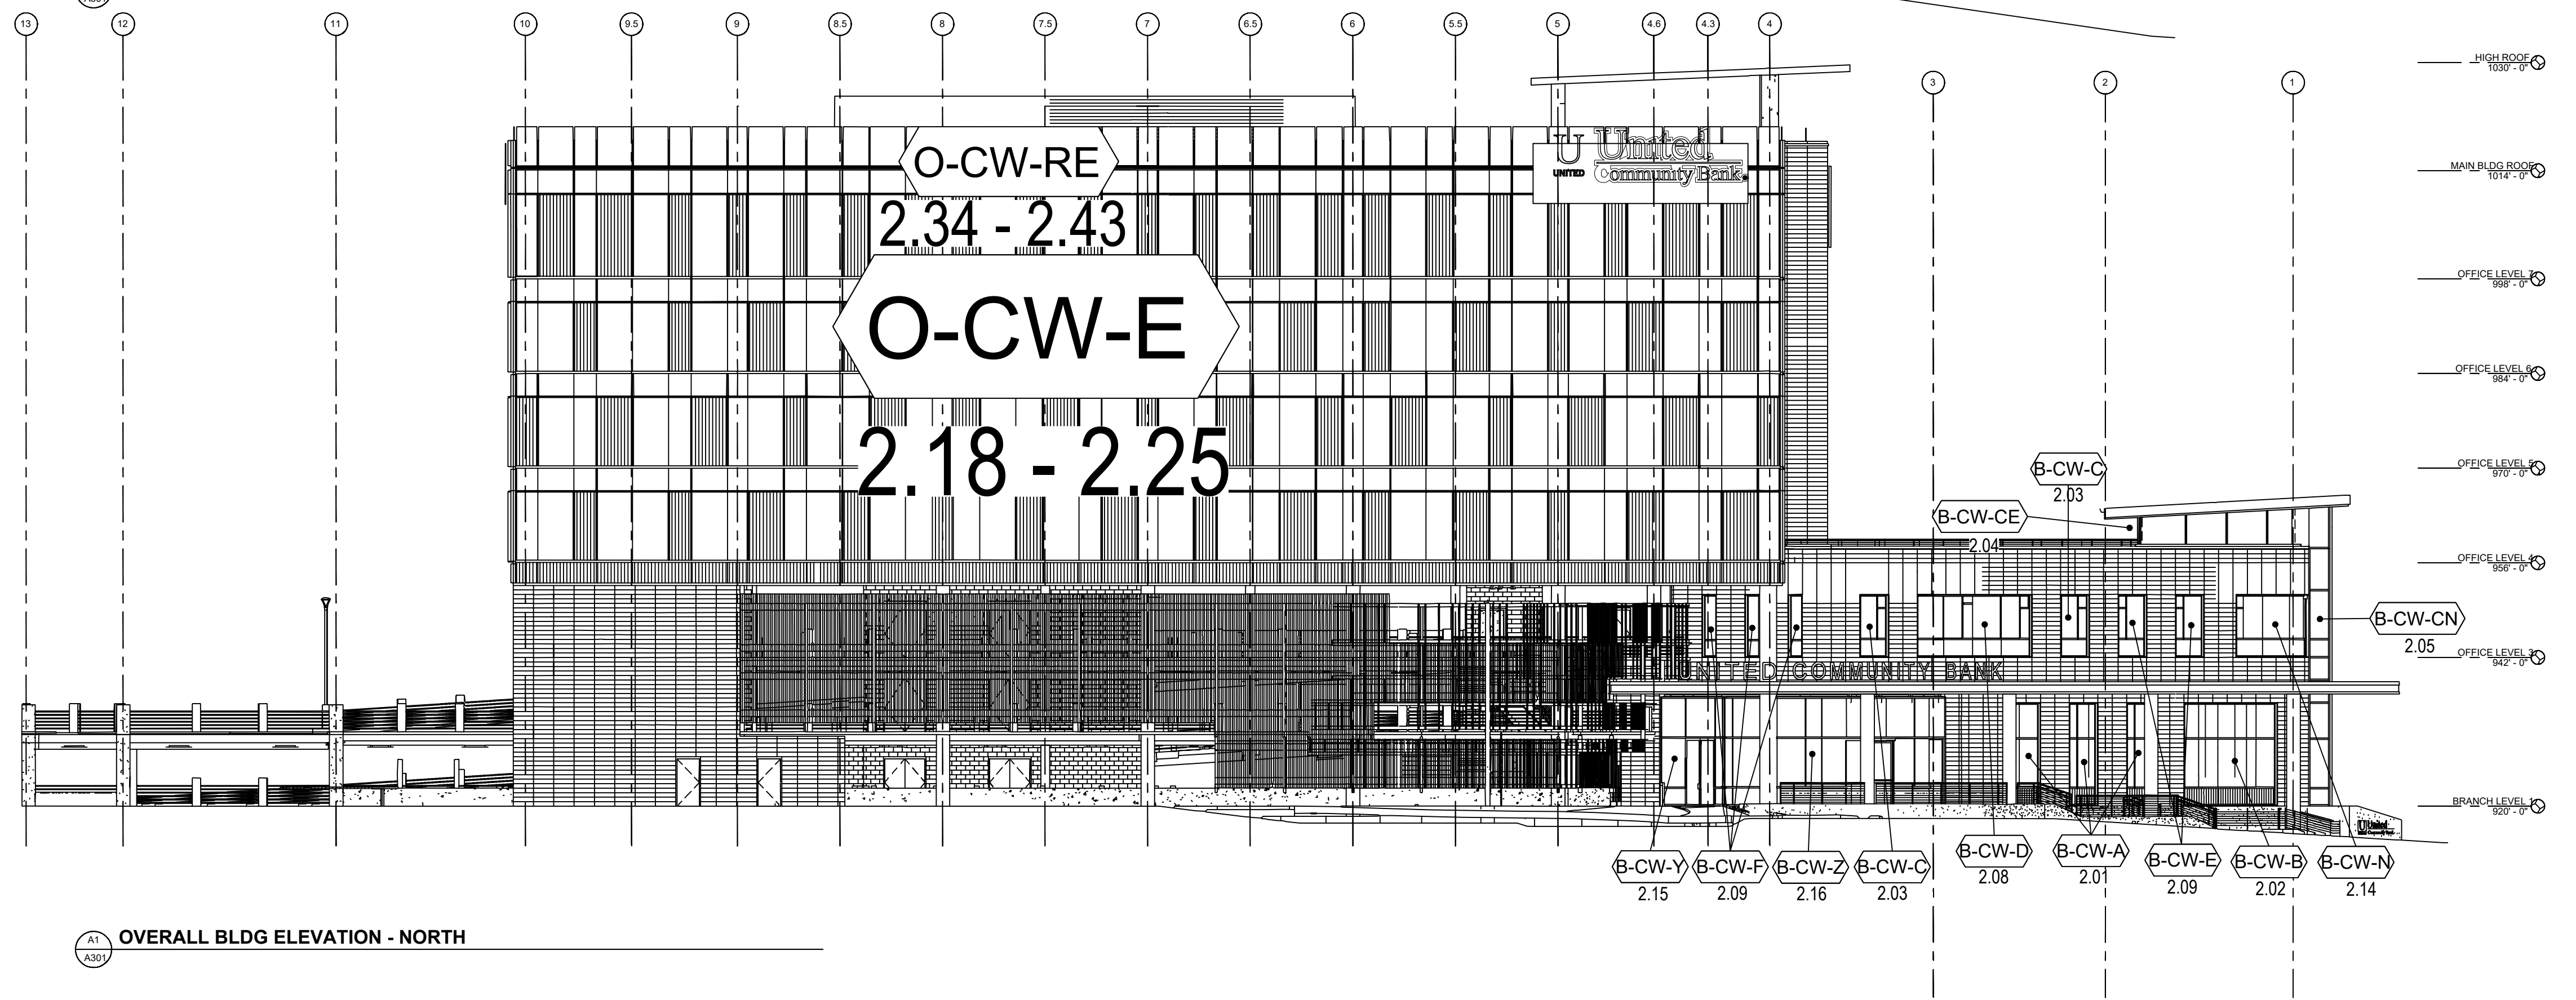 A301
13
12
11
10
9.5
9
8.5
8
7.5
7
6.5
6
5.5
5
4.6
4.3
4
3
2
1
HIGH ROOF
1030' - 0"
MAIN BLDG ROOF
1014' - 0"
OFFICE LEVEL 7
998' - 0"
OFFICE LEVEL 6
984' - 0"
OFFICE LEVEL 5
970' - 0"
OFFICE LEVEL 4
956' - 0"
OFFICE LEVEL 3
942' - 0"
BRANCH LEVEL 1
920' - 0"
O-CW-RE
2.34 - 2.43
O-CW-E
2.18 - 2.25
U
UNITED
United
Community Bank
B-CW-C
2.03
B-CW-CE
2.04
B-CW-CN
2.05
UNITED COMMUNITY BANK
United
B-CW-Y
2.15
B-CW-F
2.09
B-CW-Z
2.16
B-CW-C
2.03
B-CW-D
2.08
B-CW-A
2.01
B-CW-E
2.09
B-CW-B
2.02
B-CW-N
2.14
A1
A301
OVERALL BLDG ELEVATION - NORTH